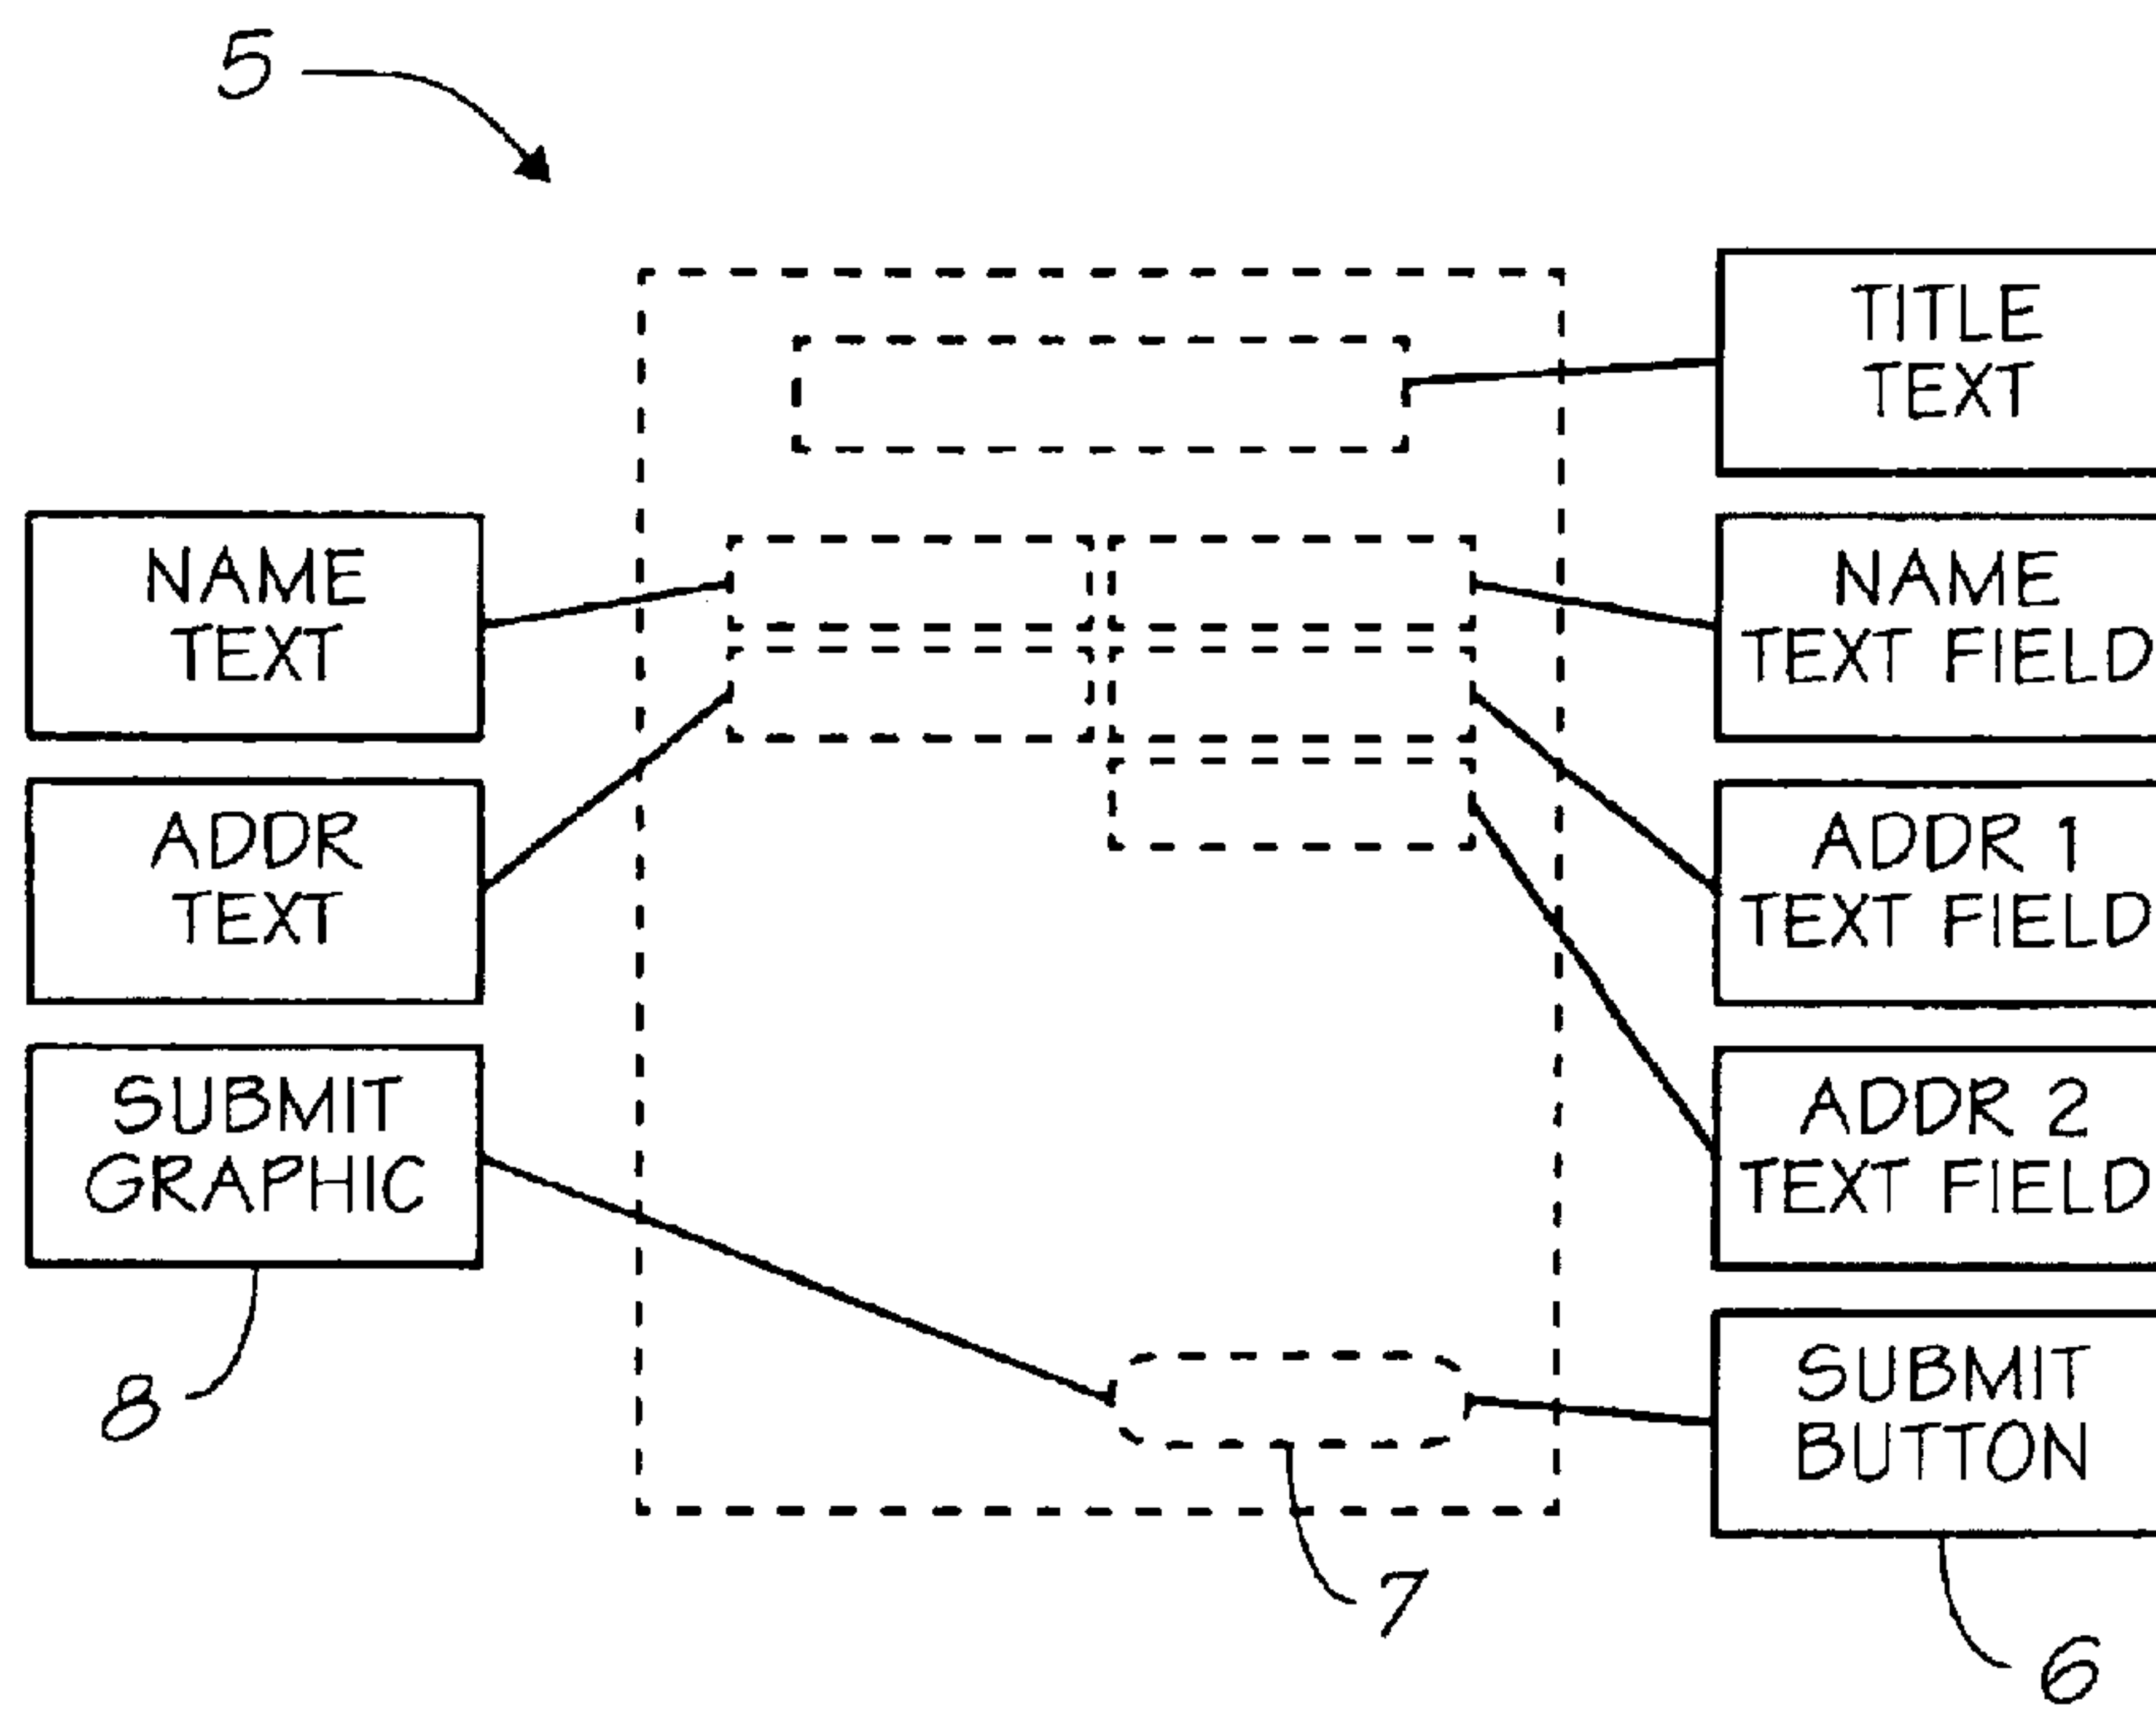 5
TITLE
TEXT
NAME
TEXT
NAME
TEXT FIELD
ADDR
TEXT
ADDR 1
TEXT FIELD
SUBMIT
GRAPHIC
ADDR 2
TEXT FIELD
SUBMIT
BUTTON
8
7
6